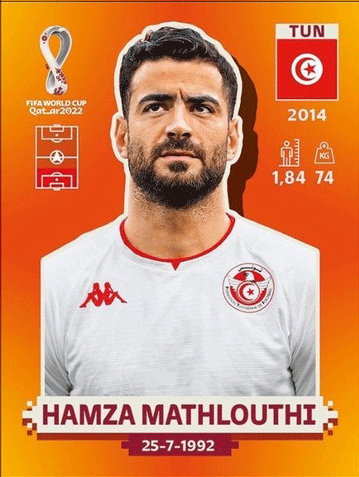 TUN
FIFA WORLD CUP
Qatar2022
2014
KG
1,84 74
HAMZA MATHLOUTHI
25-7-1992